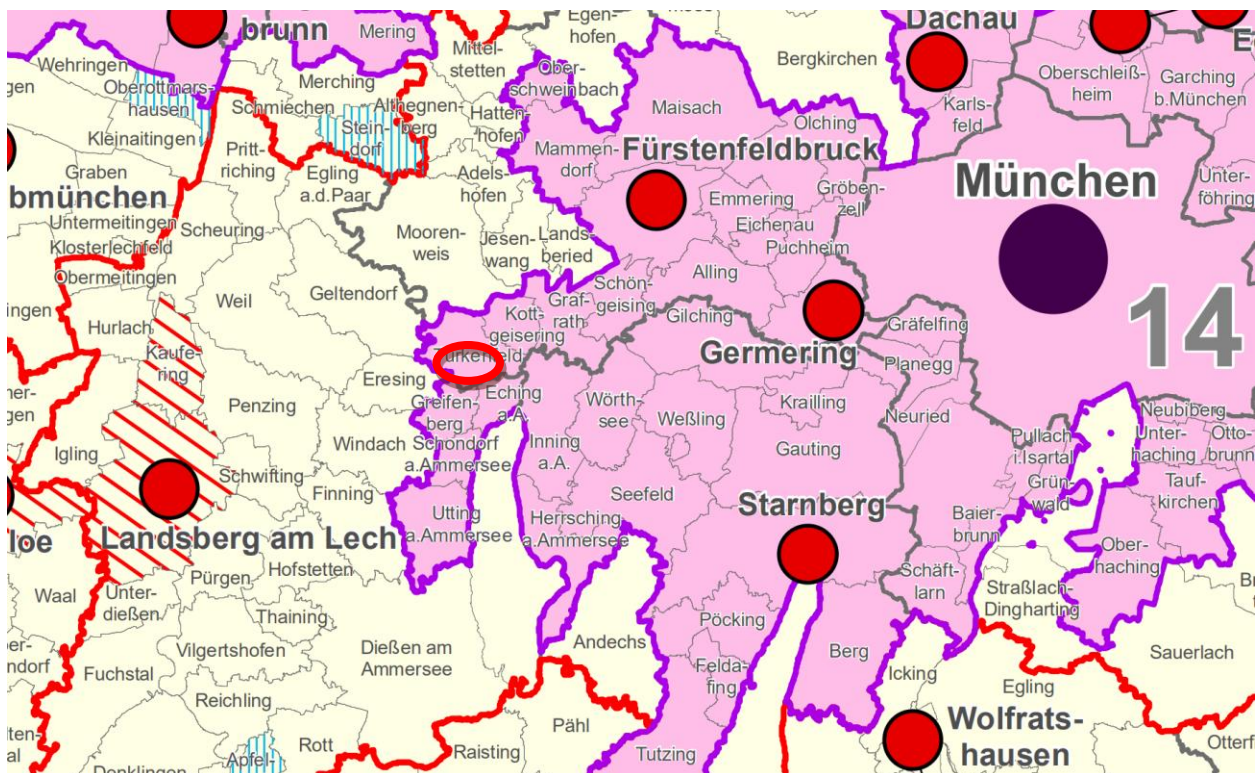 brunn
Mering
Mittel-
stetten
Egen-
hofen
Bergkirchen
Dachau
Wehringen
Oberottmars-
hausen
Merching
Ober-
schweinbach
Oberschleiß-
heim
Garching
b.München
gen
Schmiechen
Althegnen-
berg
Hatten-
hofen
Maisach
Olching
Karls-
feld
Kleinaitingen
Stein-
dorf
Pritt-
riching
Mammen-
dorf
Fürstenfeldbruck
Graben
Egling
a.d.Paar
Adels-
hofen
München
Unter-
föhring
bmünchen
Emmering
Gröben-
zell
Untermeitingen
Scheuring
Klosterlechfeld
Mooren-
weis
Jesen-
wang
Lands-
beried
Eichenau
Puchheim
Obermeitingen
Alling
Weil
Geltendorf
Schön-
geising
Graf-
rath
Kott-
geisering
ingen
Hurlach
Gilching
Gräfelfing
14
Kaufe-
ring
Germering
Planegg
Eresing
Eching
a.A.
Greifen-
berg
Penzing
Wörth-
see
Weßling
Krailling
Neuried
Neubiberg
Windach
Schondorf
a.Ammersee
Inning
a.A.
Gauting
Pullach
i.Isartal
Unter-
haching
Otto-
brunn
Igling
Schwifting
Finning
Seefeld
Grün-
wald
Tauf-
kirchen
Utting
a.Ammersee
Herrsching
a.Ammersee
Starnberg
Baier-
brunn
loe
Landsberg am Lech
Ober-
haching
Hofstetten
Pürgen
Schäft-
larn
Straßlach-
Dingharting
Waal
Unter-
dießen
Thaining
Pöcking
Andechs
Dießen am
Ammersee
Berg
Vilgertshofen
Sauerlach
ndorf
Fuchstal
Felda-
fing
Icking
Egling
Reichling
Pähl
Wolfrats-
hausen
Rott
Raisting
Tutzing
Apfel-
Denklingen
Otterf
al